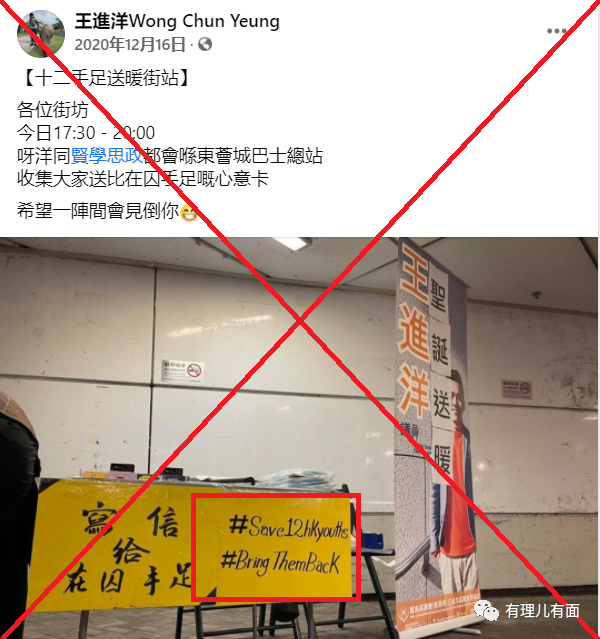 王進洋Wong Chun Yeung
2020年12月16日
【十二手足送暖街站】
各位街坊
今日17:30 - 20:00
呀洋同賢學思政都會喺東薈城巴士總站
收集大家送比在囚手足嘅心意卡
希望一陣間會見倒你
王進洋
議員
聖誕送暖
寫信
給
在囚手足
#Save12hkyouths
#BringThemBack
有理儿有面